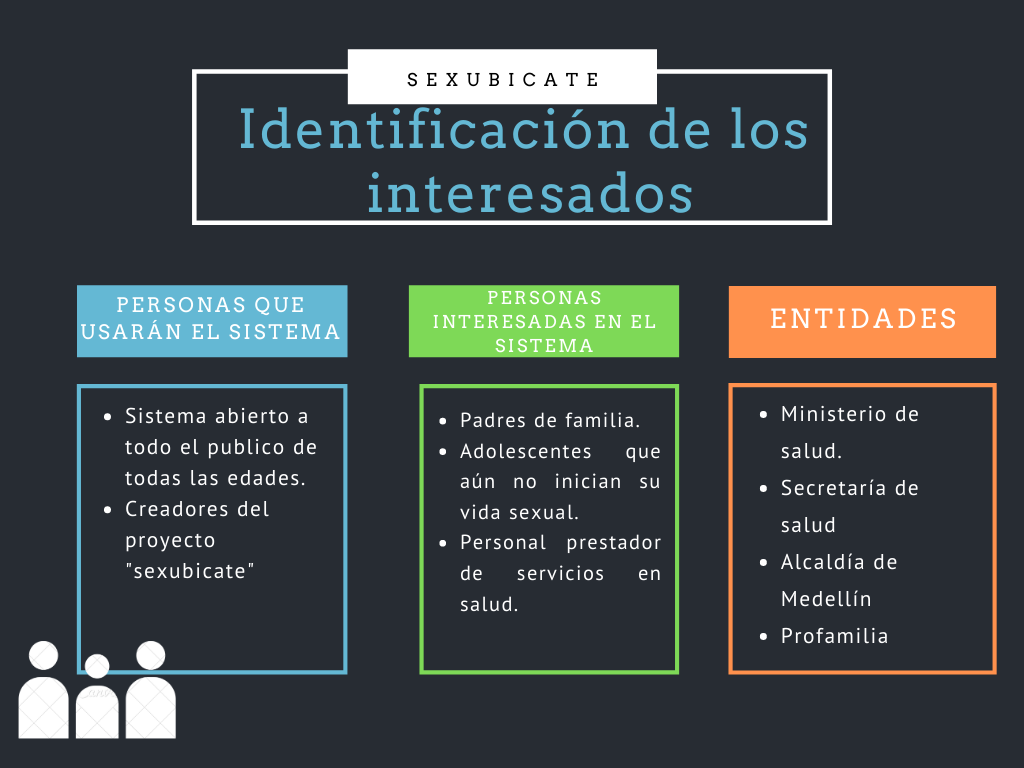 SEXUBICATE
Identificación de los
interesados
PERSONAS QUE
USARÁN EL SISTEMA
• Sistema abierto a
todo el publico de
todas las edades.
• Creadores del
proyecto
"sexubicate"
PERSONAS
INTERESADAS EN EL
SISTEMA
• Padres de familia.
• Adolescentes que
aún no inician su
vida sexual.
• Personal prestador
de servicios en
salud.
ENTIDADES
• Ministerio de
salud.
• Secretaría de
salud
• Alcaldía de
Medellín
• Profamilia